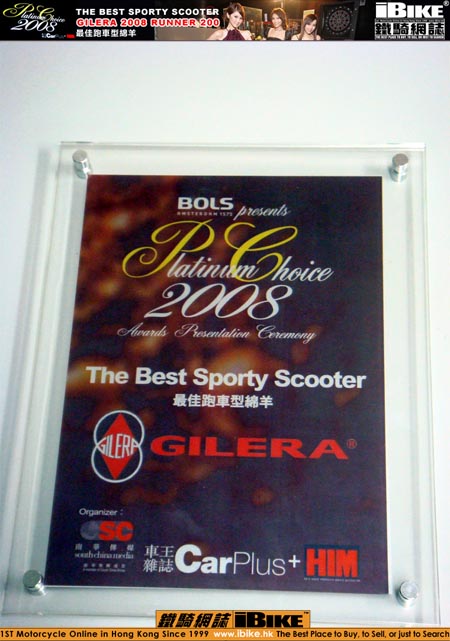 Platinum Choice 2008
CarPlus+ HIM
THE BEST SPORTY SCOOTER
GILERA 2008 RUNNER 200
最佳跑車型綿羊
iBIKE®
鐵騎網誌
BOLS presents
AMSTERDAM 1575
Platinum Choice
2008
Awards Presentation Ceremony
The Best Sporty Scooter
最佳跑車型綿羊
GILERA GILERA®
Organizer :
SC
南華傳媒
south china media
車王雜誌 CarPlus+ HIM
鐵騎網誌 iBIKE™
1ST Motorcycle Online in Hong Kong Since 1999 www.ibike.hk The Best Place to Buy, to Sell, or Just to Search